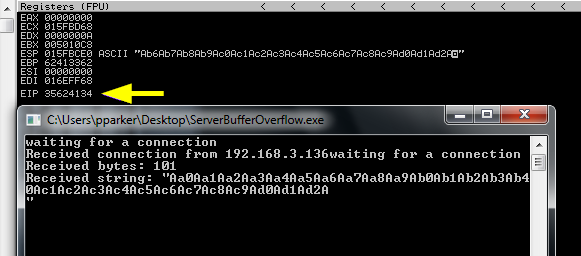 Registers (FPU) < < < < < < < <
EAX 00000000
ECX 015FBD68
EDX 0000000A
EBX 005010C8
ESP 015FBCE0 ASCII "Ab6Ab7Ab8Ab9Ac0Ac1Ac2Ac3Ac4Ac5Ac6Ac7Ac8Ac9Ad0Ad1Ad2A"
EBP 62413362
ESI 00000000
EDI 016EFF68
EIP 35624134
C:\Users\pparker\Desktop\ServerBufferOverflow.exe
waiting for a connection
Received connection from 192.168.3.136waiting for a connection
Received bytes: 101
Received string: "Aa0Aa1Aa2Aa3Aa4Aa5Aa6Aa7Aa8Aa9Ab0Ab1Ab2Ab3Ab4
0Ac1Ac2Ac3Ac4Ac5Ac6Ac7Ac8Ac9Ad0Ad1Ad2A
"